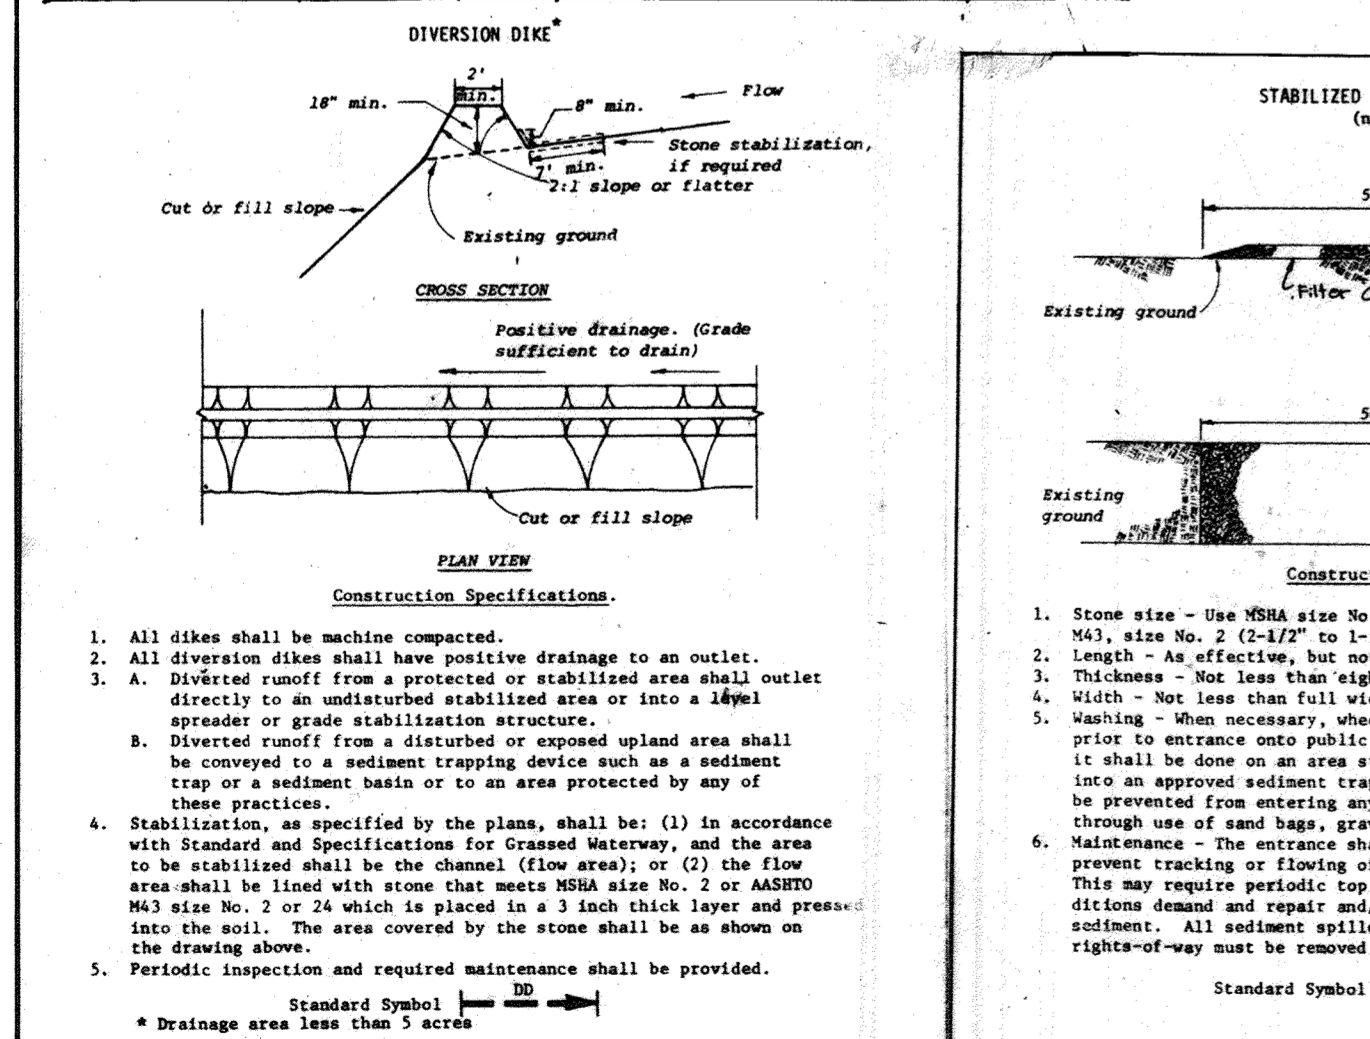 DIVERSION DIKE*
2'
min.
18" min.
8" min.
Flow
Stone stabilization,
if required
7' min.
2:1 slope or flatter
Cut or fill slope
Existing ground
CROSS SECTION
Positive drainage. (Grade
sufficient to drain)
Cut or fill slope
PLAN VIEW
Construction Specifications.
1. All dikes shall be machine compacted.
2. All diversion dikes shall have positive drainage to an outlet.
3. A. Diverted runoff from a protected or stabilized area shall outlet
directly to an undisturbed stabilized area or into a level
spreader or grade stabilization structure.
B. Diverted runoff from a disturbed or exposed upland area shall
be conveyed to a sediment trapping device such as a sediment
trap or a sediment basin or to an area protected by any of
these practices.
4. Stabilization, as specified by the plans, shall be: (1) in accordance
with Standard and Specifications for Grassed Waterway, and the area
to be stabilized shall be the channel (flow area); or (2) the flow
area shall be lined with stone that meets MSHA size No. 2 or AASHTO
M43 size No. 2 or 24 which is placed in a 3 inch thick layer and pressed
into the soil. The area covered by the stone shall be as shown on
the drawing above.
5. Periodic inspection and required maintenance shall be provided.
Standard Symbol DD
* Drainage area less than 5 acres
STABILIZED
(n
5
Existing ground
Filter C
5
Existing
ground
Construc
1. Stone size - Use MSHA size No
M43, size No. 2 (2-1/2" to 1-
2. Length - As effective, but no
3. Thickness - Not less than eigh
4. Width - Not less than full wi
5. Washing - When necessary, whe
prior to entrance onto public
it shall be done on an area s
into an approved sediment tra
be prevented from entering any
through use of sand bags, grav
6. Maintenance - The entrance sha
prevent tracking or flowing o
This may require periodic top
ditions demand and repair and/
sediment. All sediment spille
rights-of-way must be removed
Standard Symbol